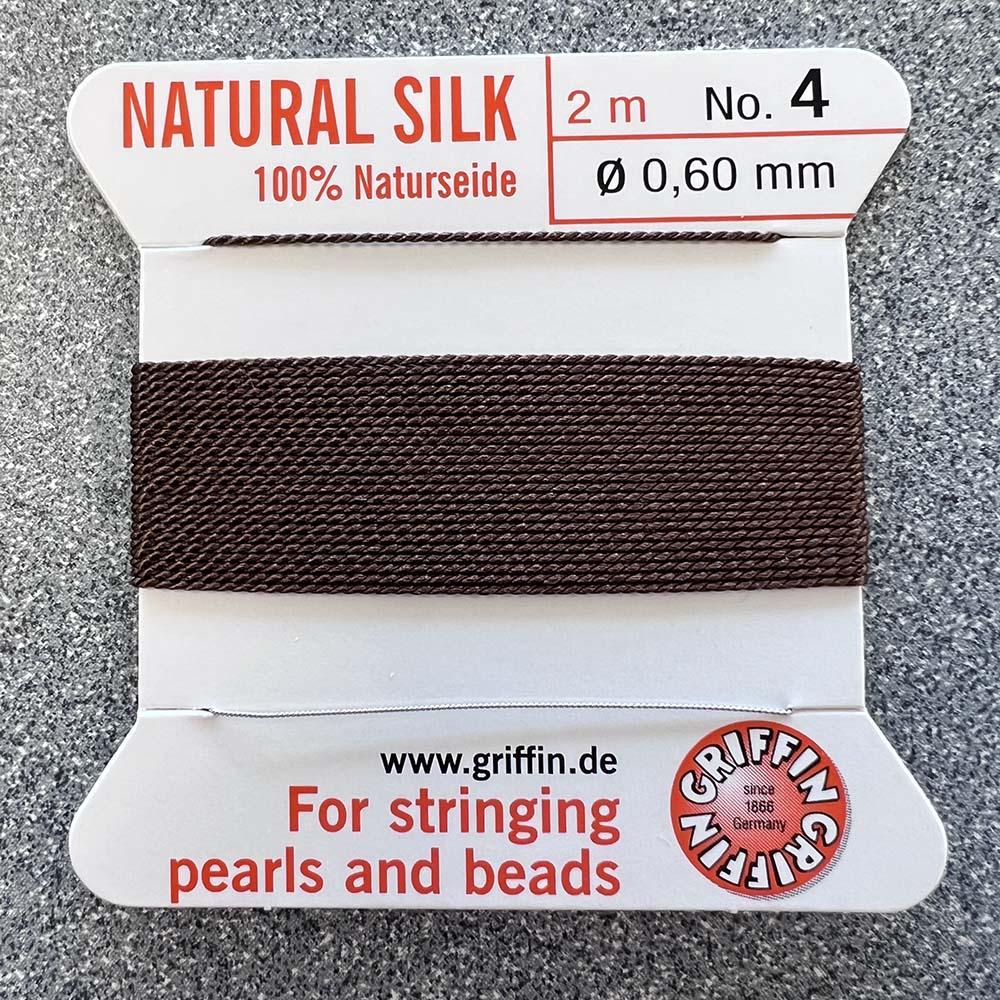 NATURAL SILK
100% Naturseide
2 m No. 4
Ø 0,60 mm
www.griffin.de
For stringing
pearls and beads
GRIFFIN GRIFFIN GRIFFIN
since
1866
Germany